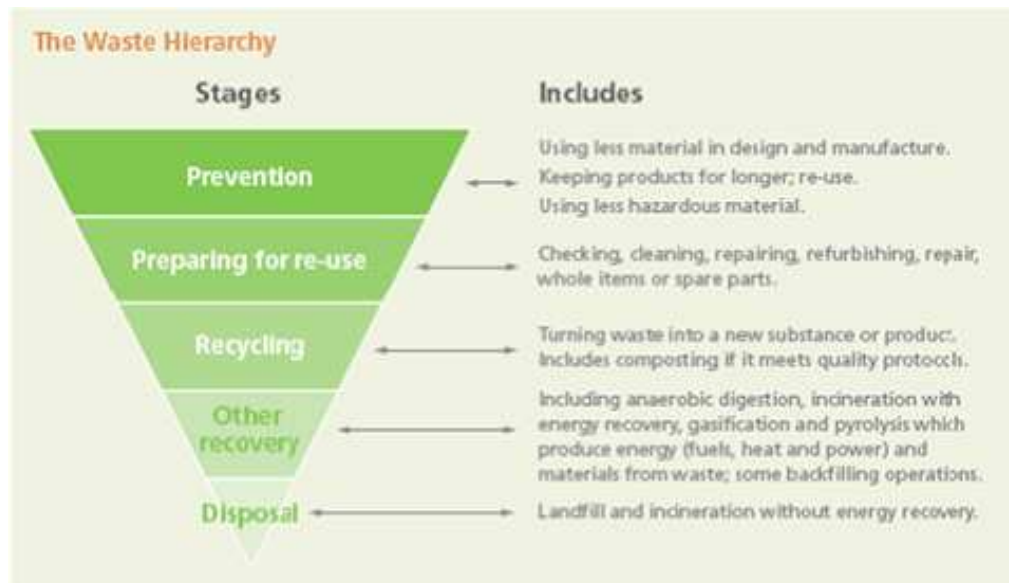 The Waste Hierarchy
Stages
Includes
Prevention
Using less material in design and manufacture.
Keeping products for longer; re-use.
Using less hazardous material.
Preparing for re-use
Checking, cleaning, repairing, refurbishing, repair,
whole items or spare parts.
Recycling
Turning waste into a new substance or product.
Includes composting if it meets quality protocols.
Other
recovery
Including anaerobic digestion, incineration with
energy recovery, gasification and pyrolysis which
produce energy (fuels, heat and power) and
materials from waste; some backfilling operations.
Disposal
Landfill and incineration without energy recovery.